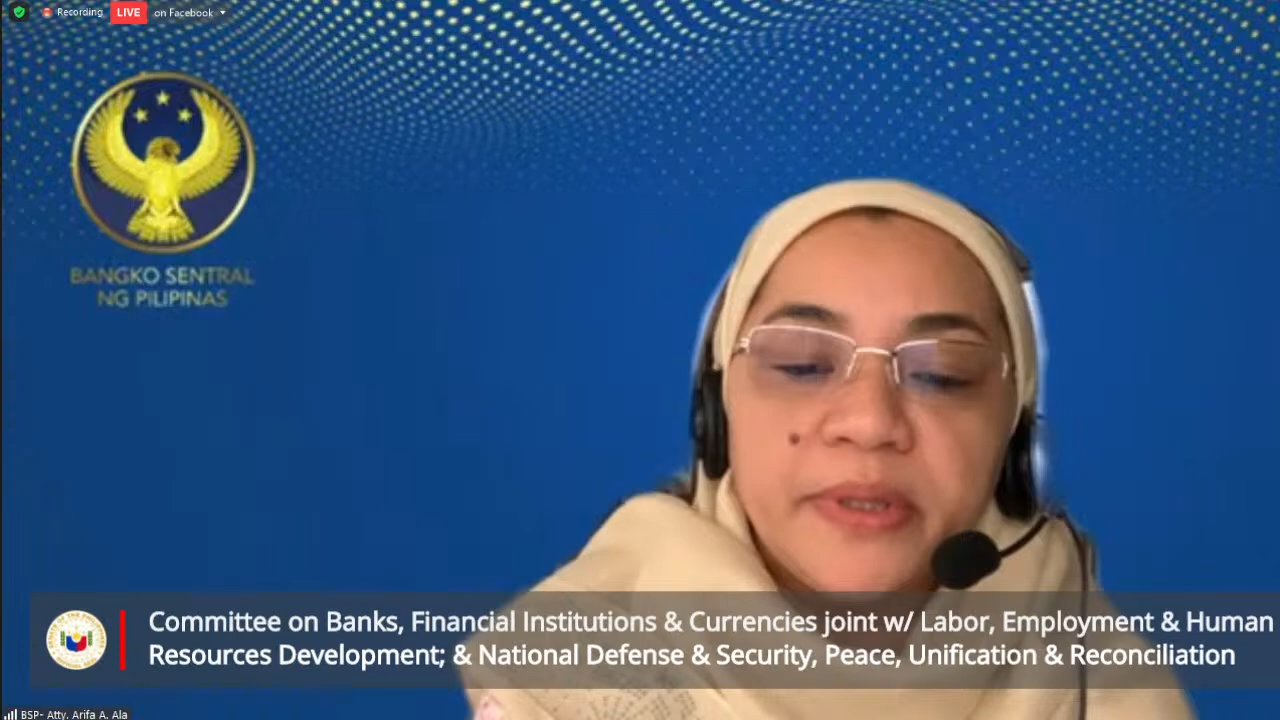 Recording LIVE on Facebook
BANGKO SENTRAL
NG PILIPINAS
Committee on Banks, Financial Institutions & Currencies joint w/ Labor, Employment & Human
Resources Development; & National Defense & Security, Peace, Unification & Reconciliation
BSP- Atty. Arifa A. Ala